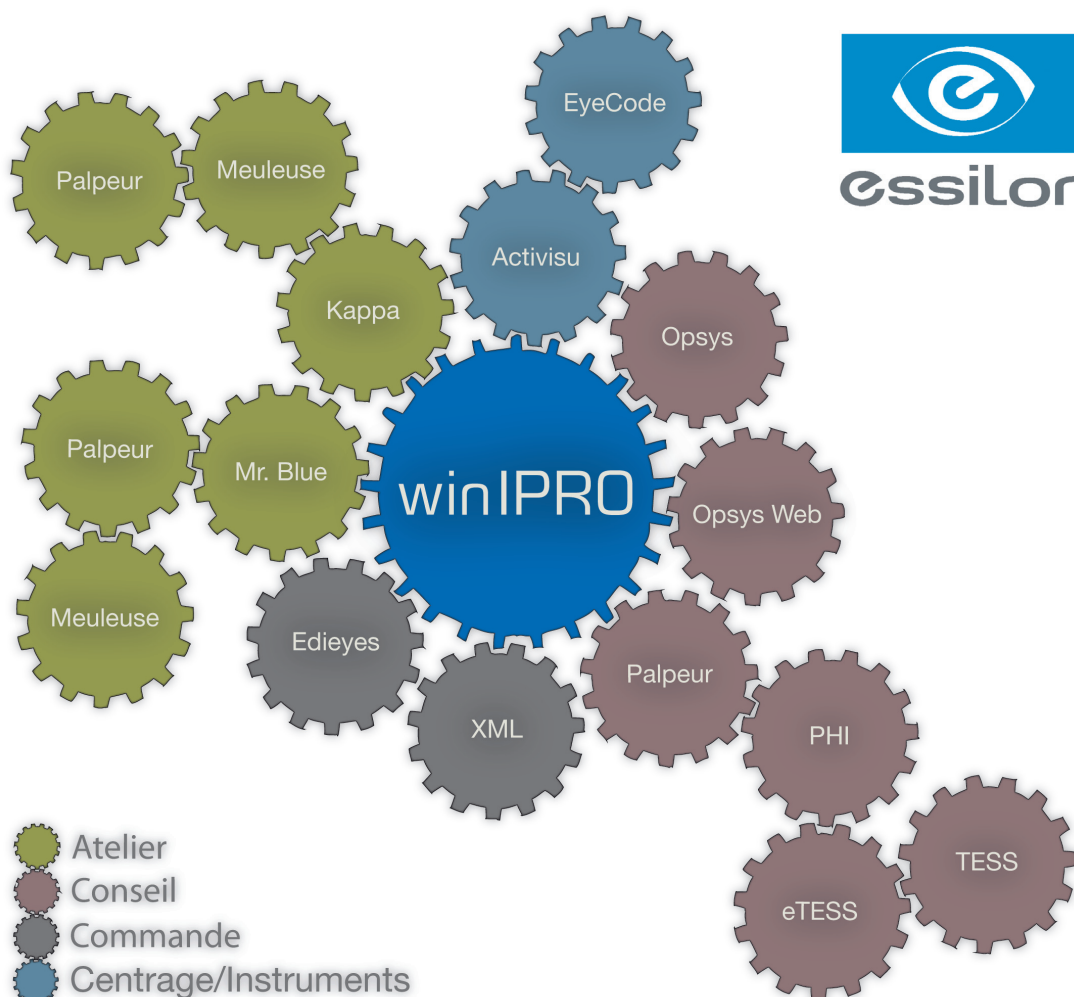 EyeCode
essilor
Palpeur
Meuleuse
Activisu
Kappa
Opsys
Palpeur
Mr. Blue
winIPRO
Opsys Web
Meuleuse
Edieyes
Palpeur
XML
PHI
TESS
eTESS
Atelier
Conseil
Commande
Centrage/Instruments